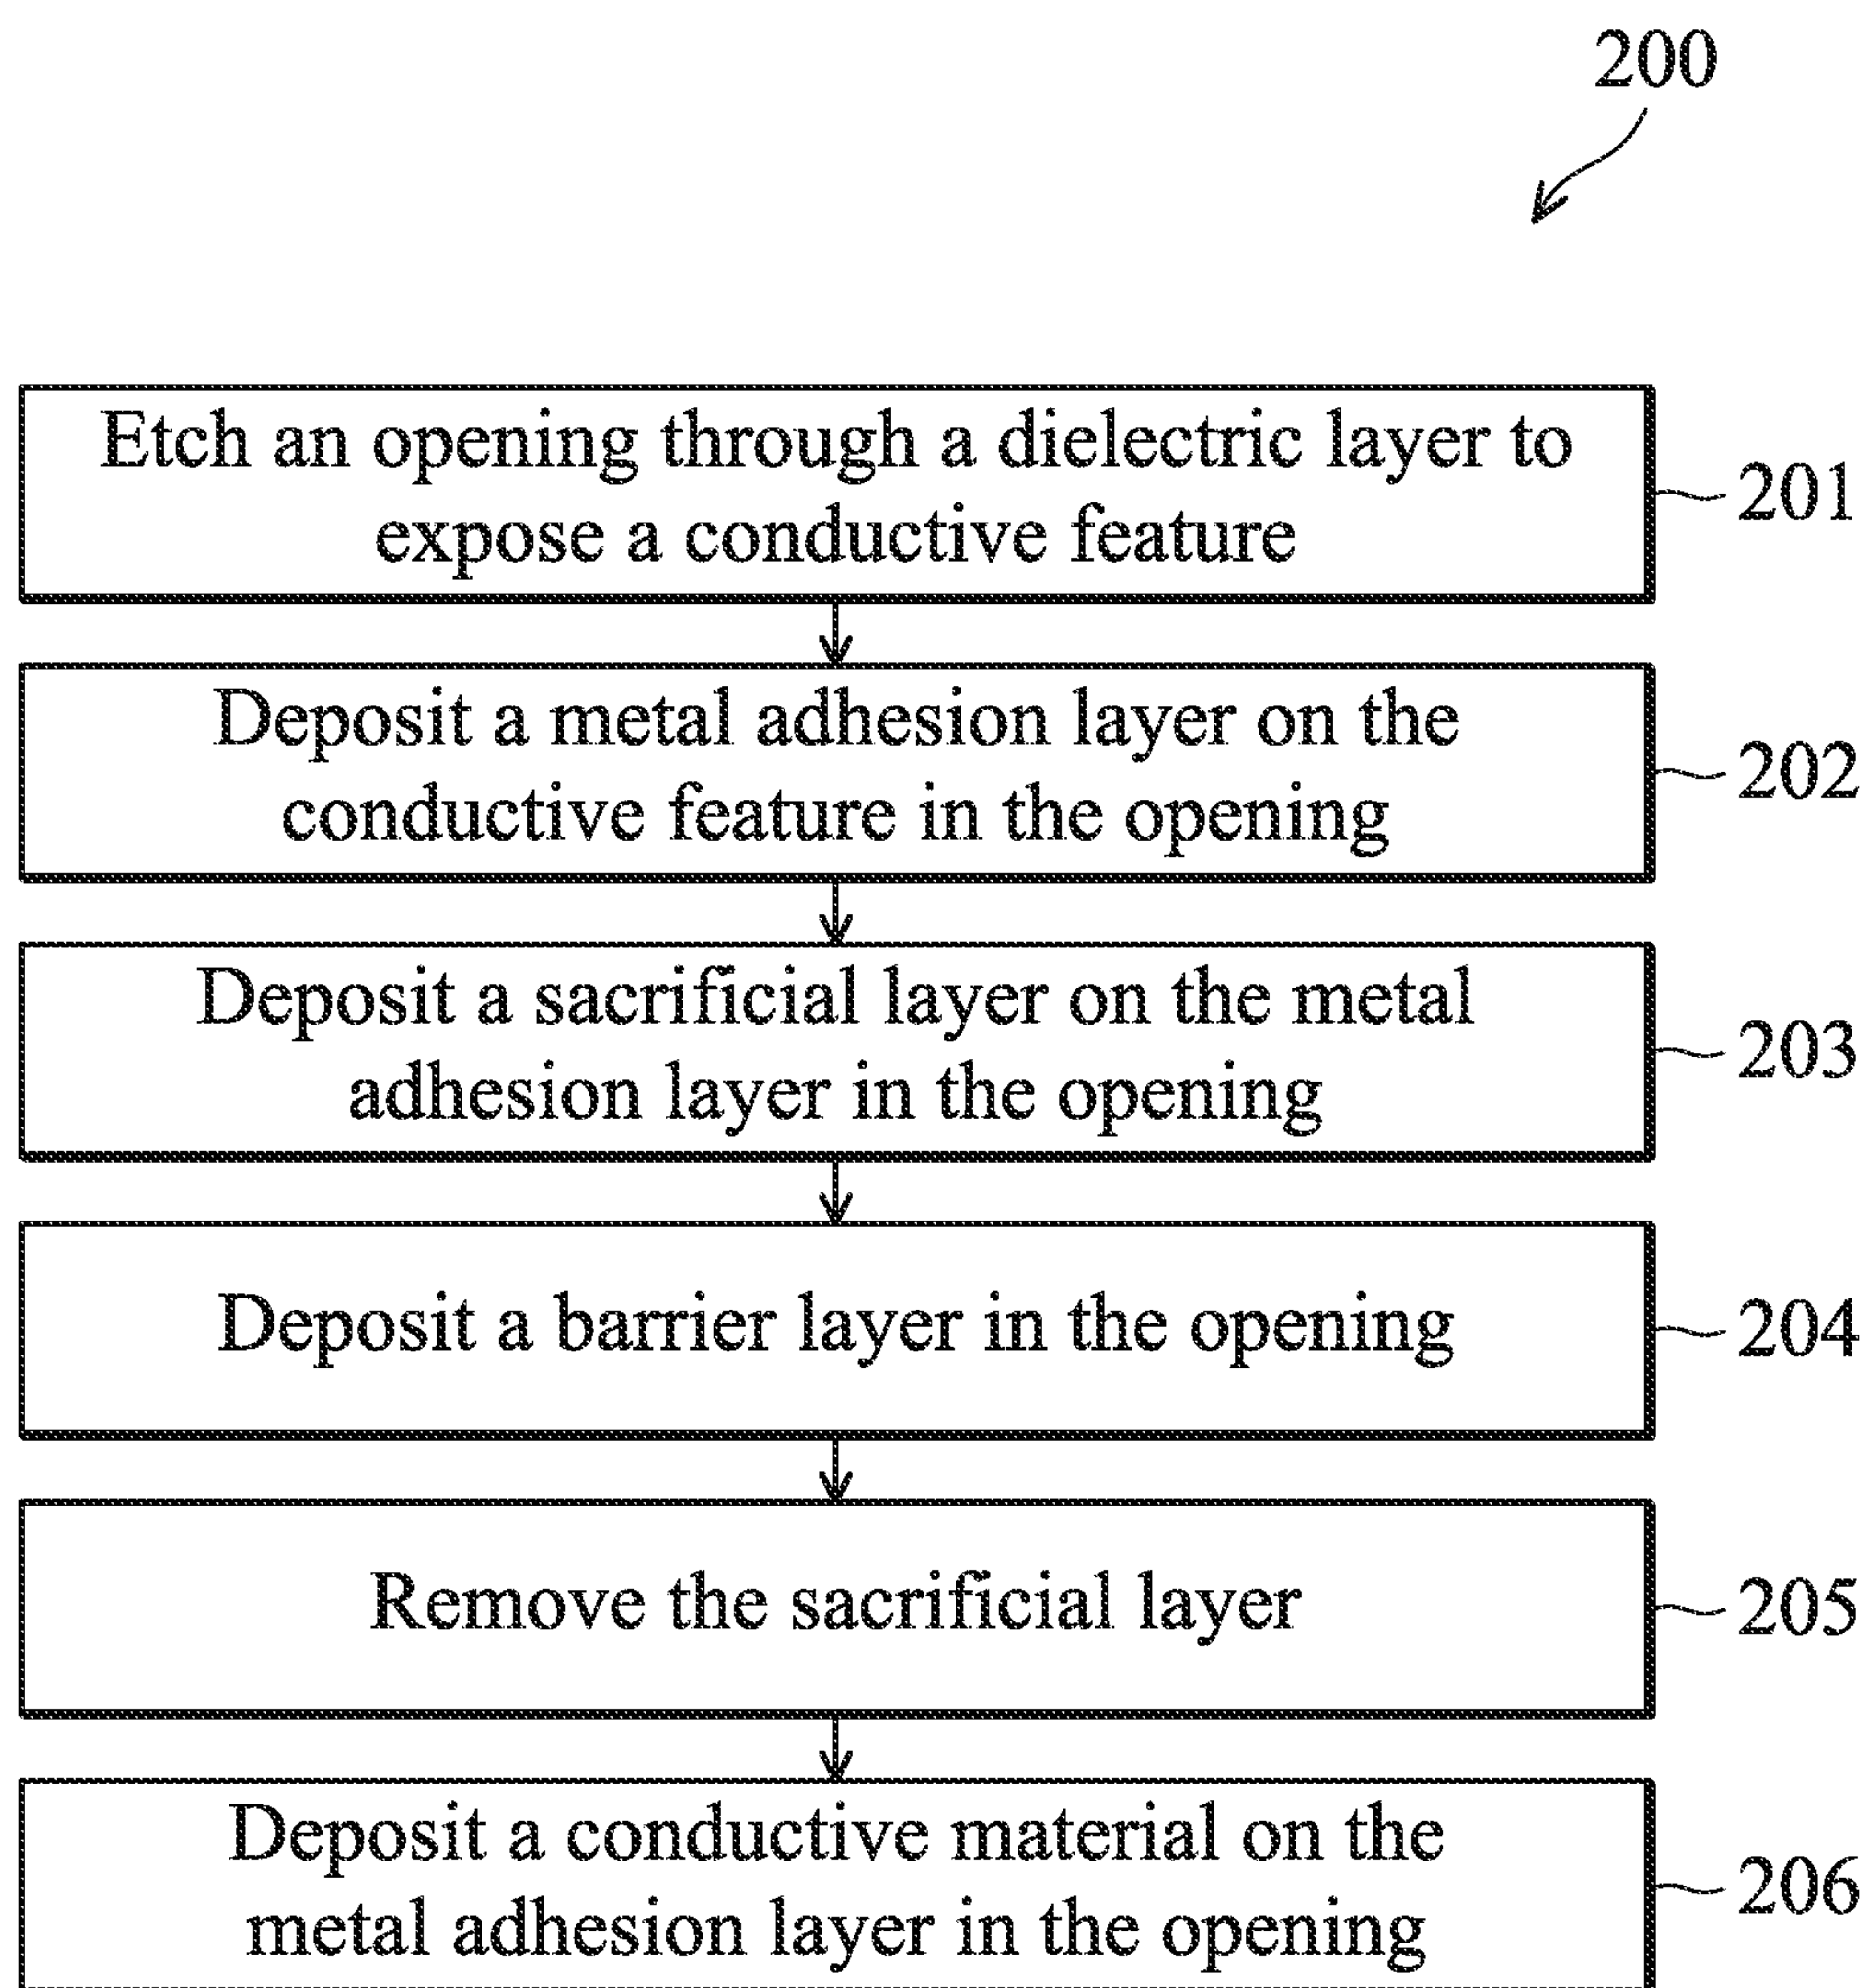 200
Etch an opening through a dielectric layer to
expose a conductive feature
201
Deposit a metal adhesion layer on the
conductive feature in the opening
202
Deposit a sacrificial layer on the metal
adhesion layer in the opening
203
Deposit a barrier layer in the opening
204
Remove the sacrificial layer
205
Deposit a conductive material on the
metal adhesion layer in the opening
206